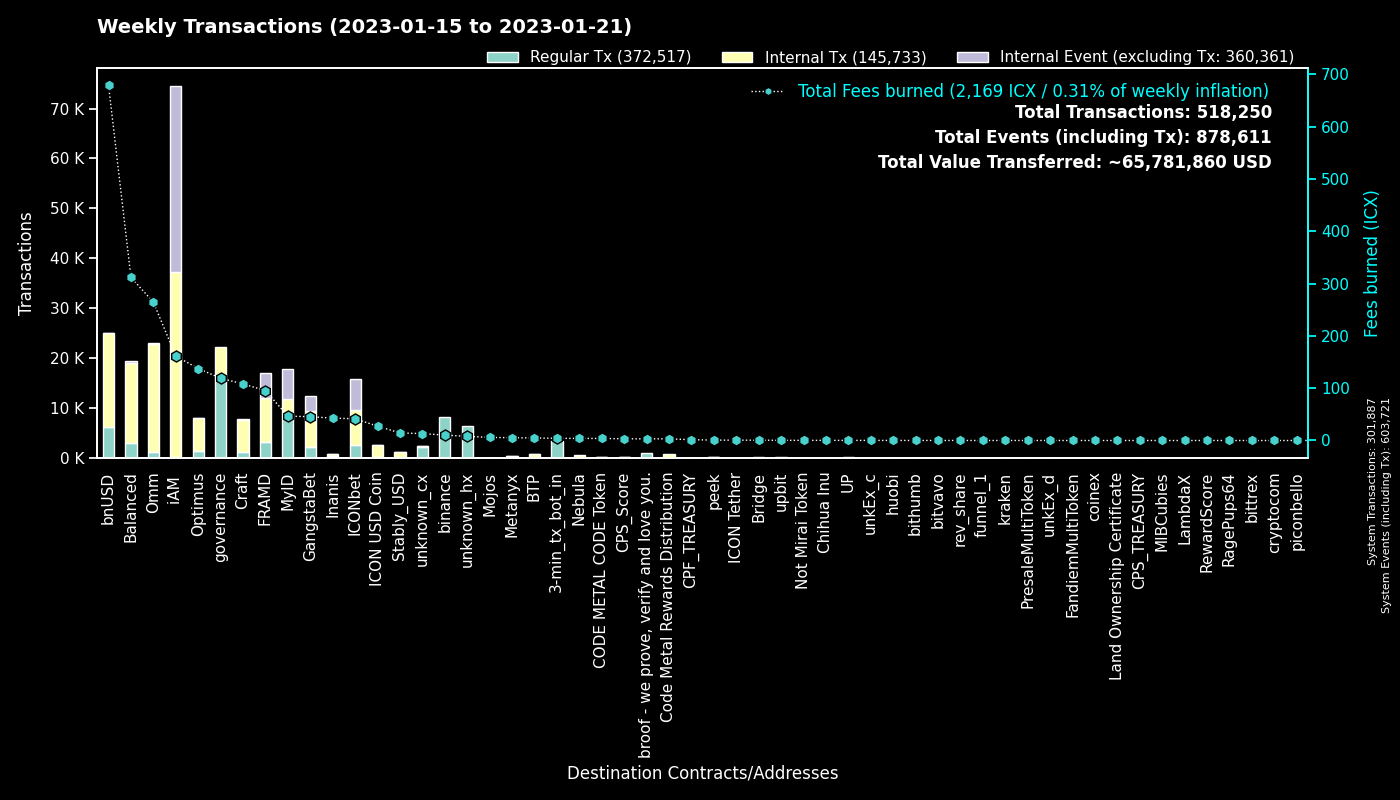 Weekly Transactions (2023-01-15 to 2023-01-21)
Regular Tx (372,517)
Internal Tx (145,733)
Internal Event (excluding Tx: 360,361)
Total Fees burned (2,169 ICX / 0.31% of weekly inflation)
Total Transactions: 518,250
Total Events (including Tx): 878,611
Total Value Transferred: ~65,781,860 USD
Transactions
70 K
60 K
50 K
40 K
30 K
20 K
10 K
0 K
700
600
500
400
300
200
100
0
Fees burned (ICX)
System Transactions: 301,887
System Events (including Tx): 603,721
bnUSD
Balanced
Omm
iAM
Optimus
governance
Craft
FRAMD
MyID
GangstaBet
Inanis
ICONbet
ICON USD Coin
Stably_USD
unknown_cx
binance
unknown_hx
Mojos
Metanyx
BTP
3-min_tx_bot_in
Nebula
CODE METAL CODE Token
CPS_Score
broof - we prove, verify and love you.
Code Metal Rewards Distribution
CPF_TREASURY
peek
ICON Tether
Bridge
upbit
Not Mirai Token
Chihua Inu
UP
unkEx_c
huobi
bithumb
bitvavo
rev_share
funnel_1
kraken
PresaleMultiToken
unkEx_d
FandiemMultiToken
coinex
Land Ownership Certificate
CPS_TREASURY
MIBCubies
LambdaX
RewardScore
RagePups64
bittrex
cryptocom
piconbello
Destination Contracts/Addresses